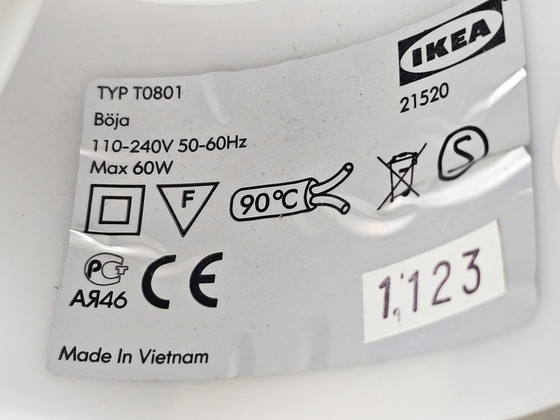 IKEA
21520
TYP T0801
Böja
110-240V 50-60Hz
Max 60W
F
90°C
S
PCT
АЯ46
CE
1,123
Made In Vietnam